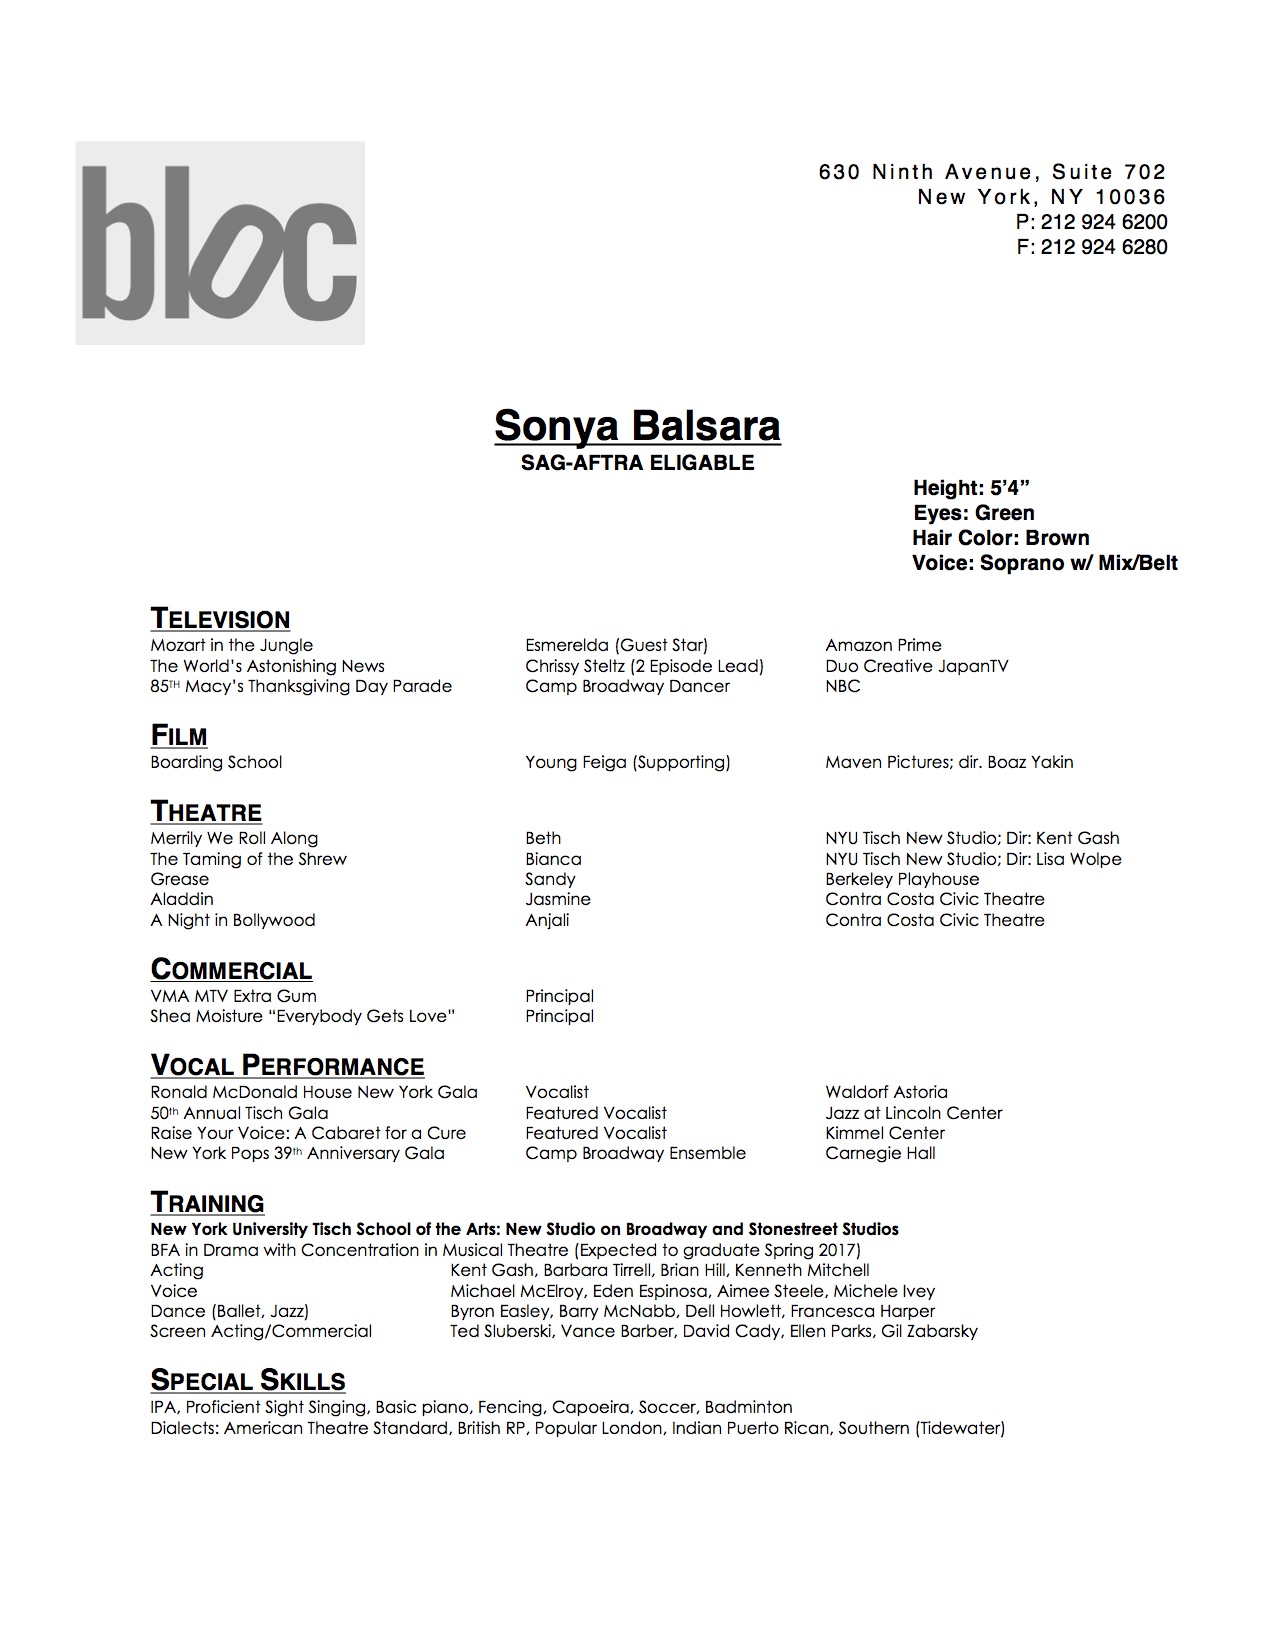 bloc
630 Ninth Avenue, Suite 702
New York, NY 10036
P: 212 924 6200
F: 212 924 6280
Sonya Balsara
SAG-AFTRA ELIGABLE
Height: 5’4”
Eyes: Green
Hair Color: Brown
Voice: Soprano w/ Mix/Belt
TELEVISION
Mozart in the Jungle Esmerelda (Guest Star) Amazon Prime
The World’s Astonishing News Chrissy Steltz (2 Episode Lead) Duo Creative JapanTV
85TH Macy’s Thanksgiving Day Parade Camp Broadway Dancer NBC
FILM
Boarding School Young Feiga (Supporting) Maven Pictures; dir. Boaz Yakin
THEATRE
Merrily We Roll Along Beth NYU Tisch New Studio; Dir: Kent Gash
The Taming of the Shrew Bianca NYU Tisch New Studio; Dir: Lisa Wolpe
Grease Sandy Berkeley Playhouse
Aladdin Jasmine Contra Costa Civic Theatre
A Night in Bollywood Anjali Contra Costa Civic Theatre
COMMERCIAL
VMA MTV Extra Gum Principal
Shea Moisture “Everybody Gets Love” Principal
VOCAL PERFORMANCE
Ronald McDonald House New York Gala Vocalist Waldorf Astoria
50th Annual Tisch Gala Featured Vocalist Jazz at Lincoln Center
Raise Your Voice: A Cabaret for a Cure Featured Vocalist Kimmel Center
New York Pops 39th Anniversary Gala Camp Broadway Ensemble Carnegie Hall
TRAINING
New York University Tisch School of the Arts: New Studio on Broadway and Stonestreet Studios
BFA in Drama with Concentration in Musical Theatre (Expected to graduate Spring 2017)
Acting Kent Gash, Barbara Tirrell, Brian Hill, Kenneth Mitchell
Voice Michael McElroy, Eden Espinosa, Aimee Steele, Michele Ivey
Dance (Ballet, Jazz) Byron Easley, Barry McNabb, Dell Howlett, Francesca Harper
Screen Acting/Commercial Ted Sluberski, Vance Barber, David Cady, Ellen Parks, Gil Zabarsky
SPECIAL SKILLS
IPA, Proficient Sight Singing, Basic piano, Fencing, Capoeira, Soccer, Badminton
Dialects: American Theatre Standard, British RP, Popular London, Indian Puerto Rican, Southern (Tidewater)